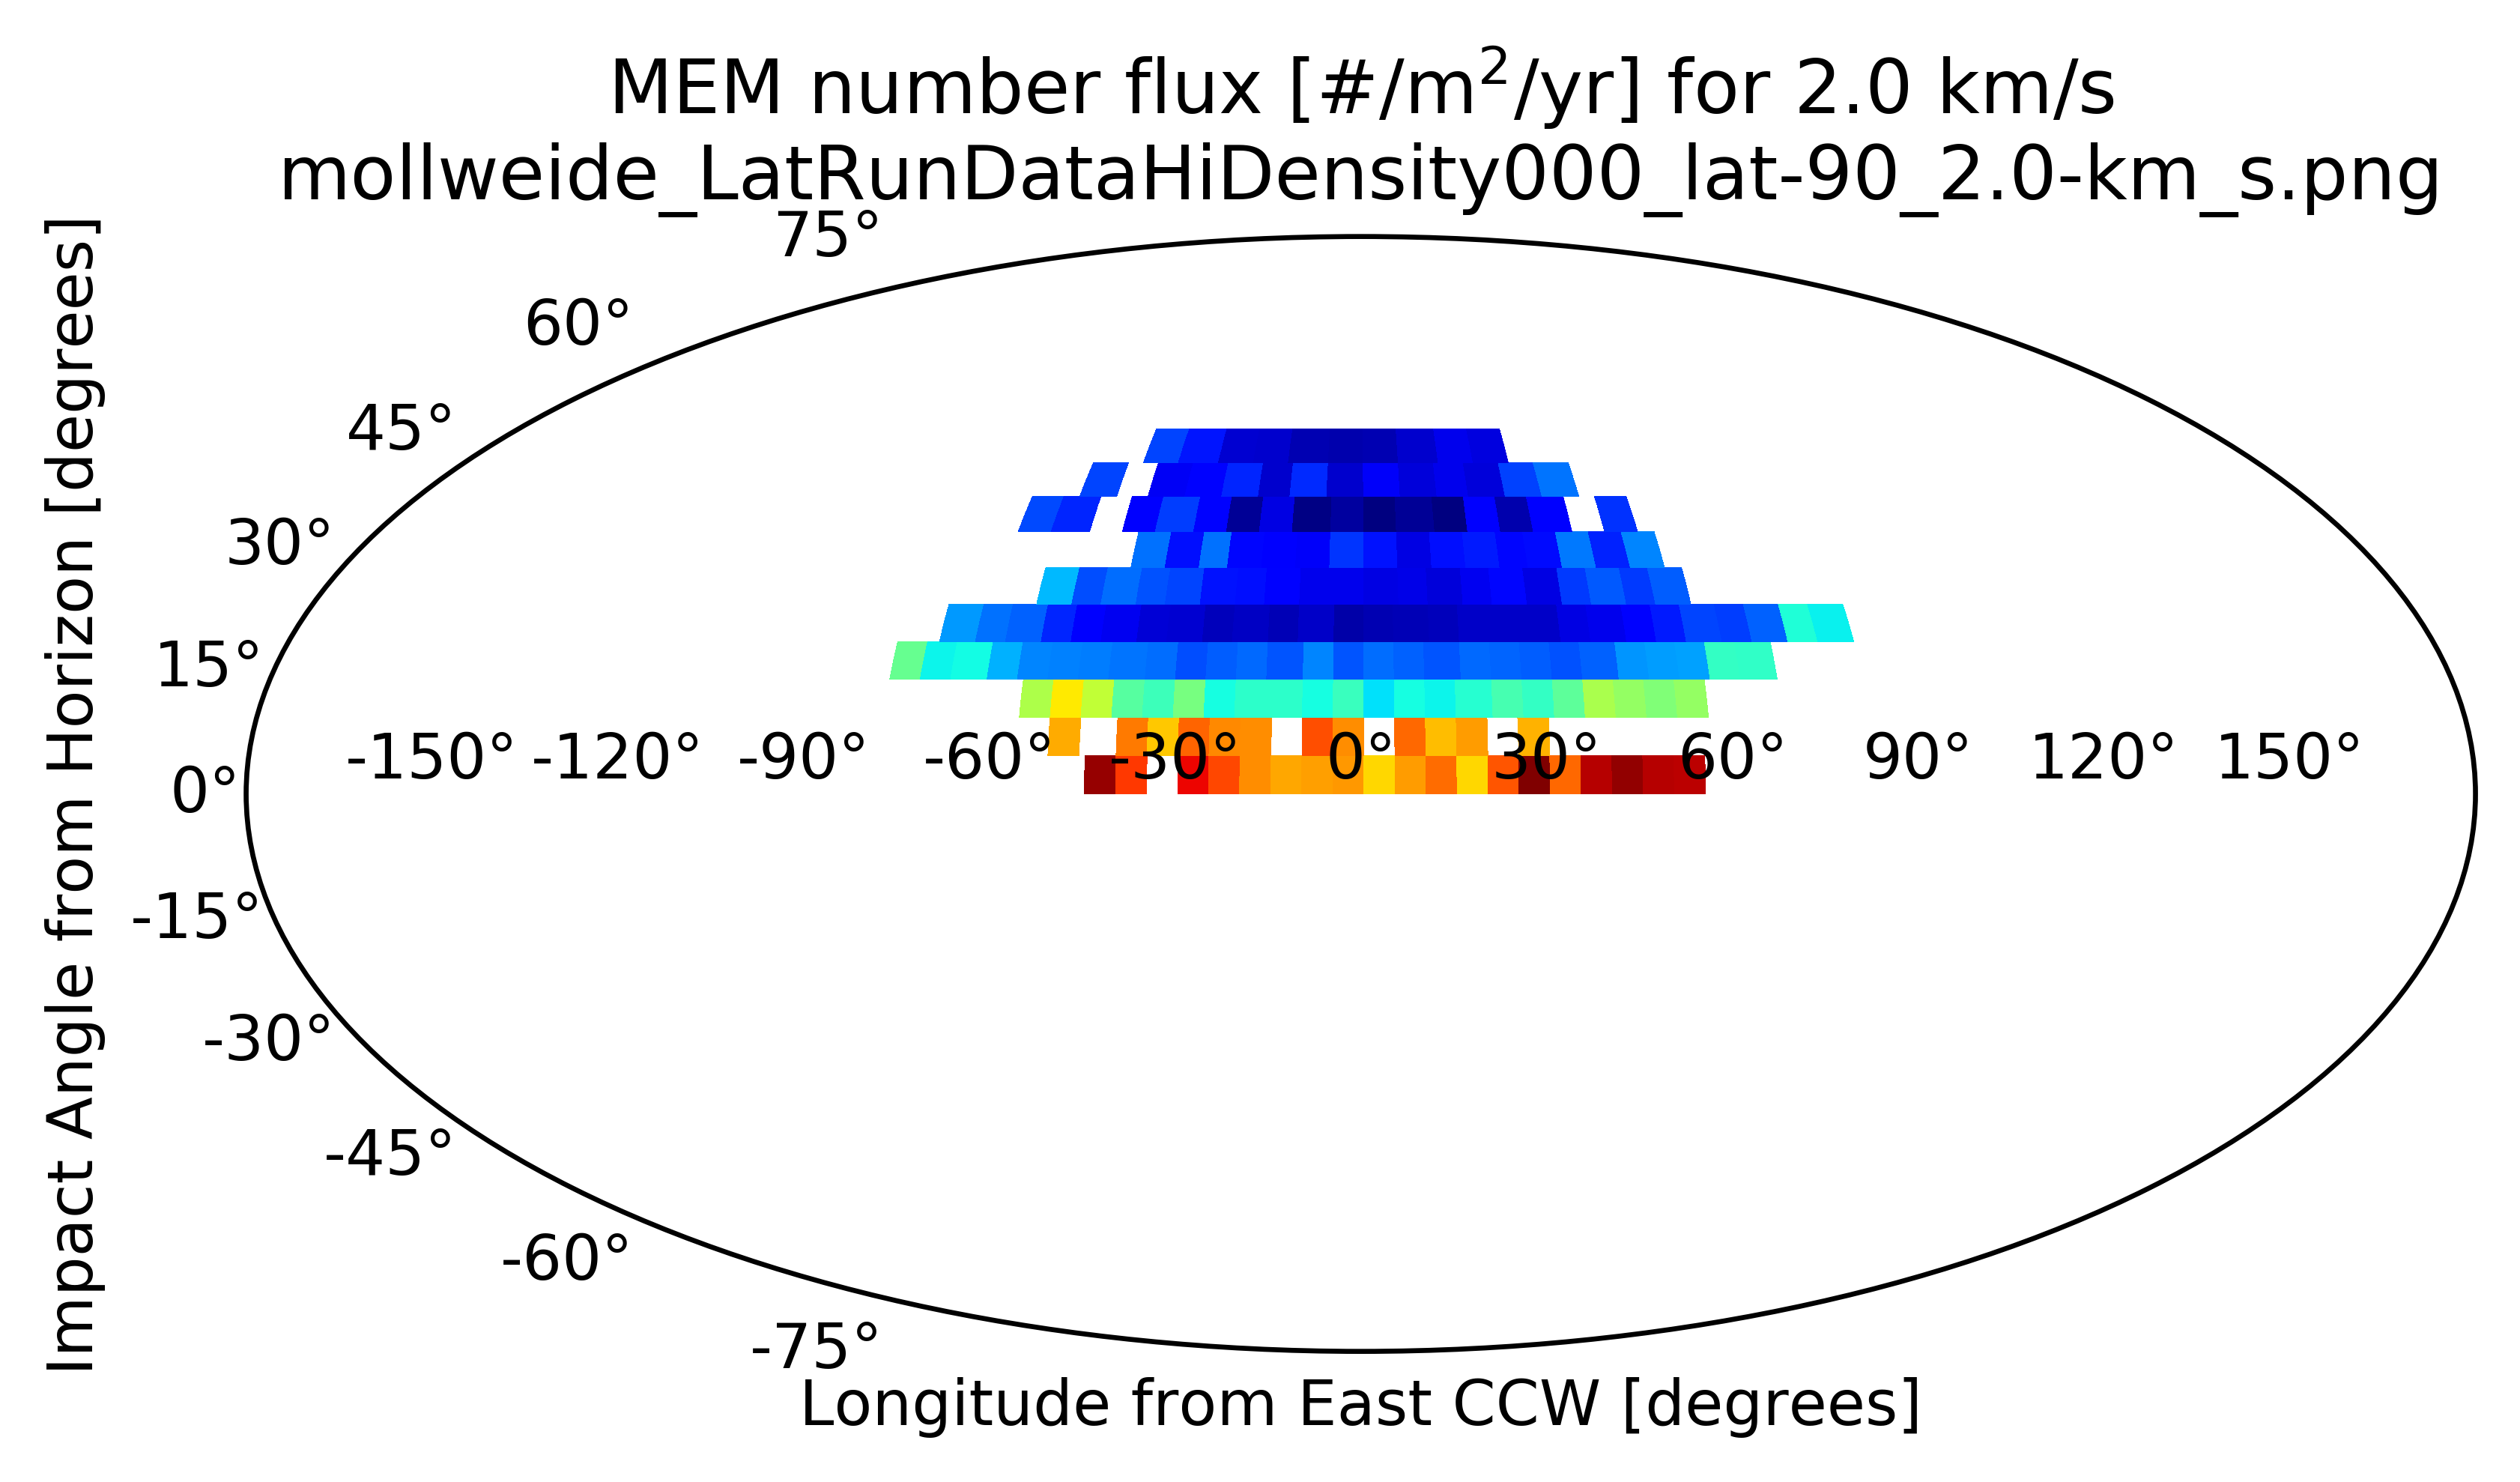 MEM number flux [#/m²/yr] for 2.0 km/s
mollweide_LatRunDataHiDensity000_lat-90_2.0-km_s.png
75°
60°
45°
30°
15°
0°
-15°
-30°
-45°
-60°
-75°
-150° -120° -90° -60° -30° 0° 30° 60° 90° 120° 150°
Impact Angle from Horizon [degrees]
Longitude from East CCW [degrees]